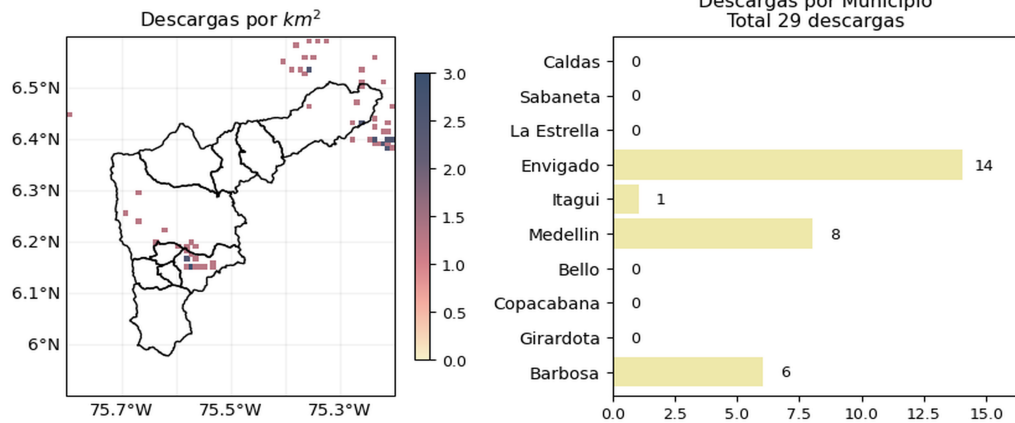 Descargas por km²
6.5°N
6.4°N
6.3°N
6.2°N
6.1°N
6°N
75.7°W 75.5°W 75.3°W
3.0
2.5
2.0
1.5
1.0
0.5
0.0
Descargas por Municipio
Total 29 descargas
Caldas 0
Sabaneta 0
La Estrella 0
Envigado 14
Itagui 1
Medellin 8
Bello 0
Copacabana 0
Girardota 0
Barbosa 6
0.0 2.5 5.0 7.5 10.0 12.5 15.0